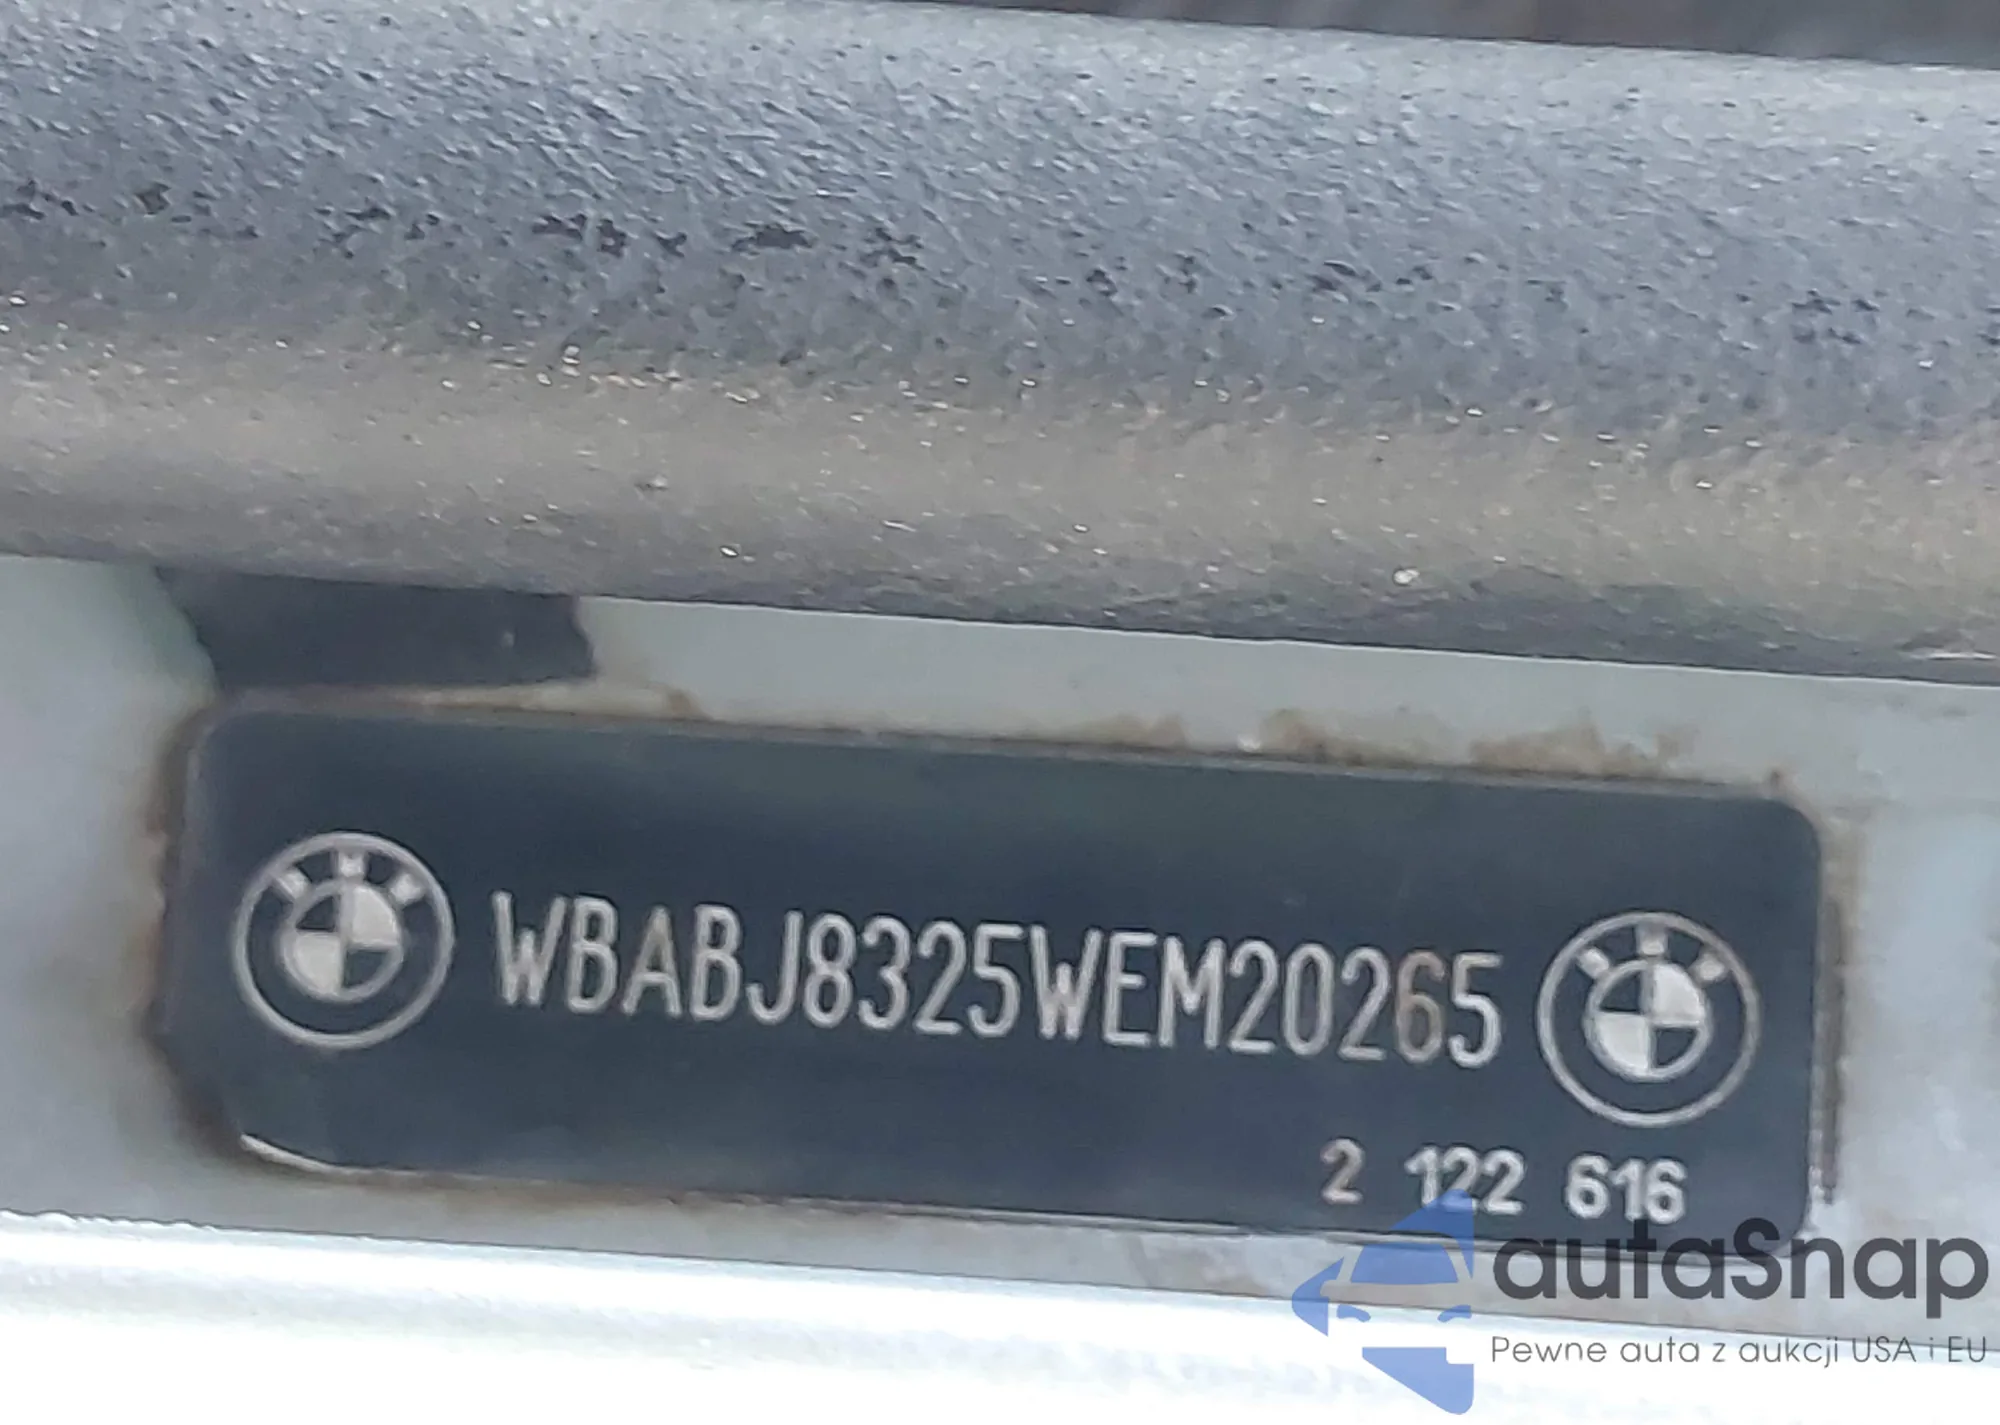 WBABJ8325WEM20265
2 122 616
autaSnap
Pewne auta z aukcji USA i EU